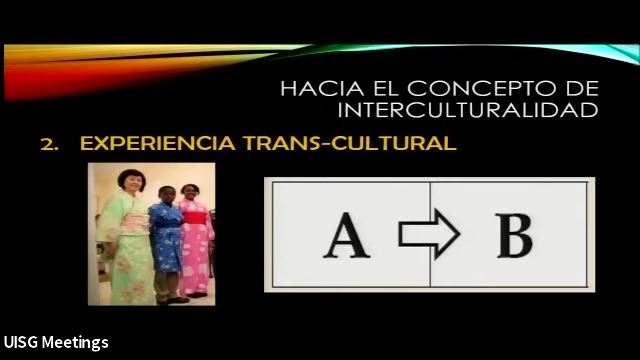 HACIA EL CONCEPTO DE
INTERCULTURALIDAD
2. EXPERIENCIA TRANS-CULTURAL
A B
UISG Meetings